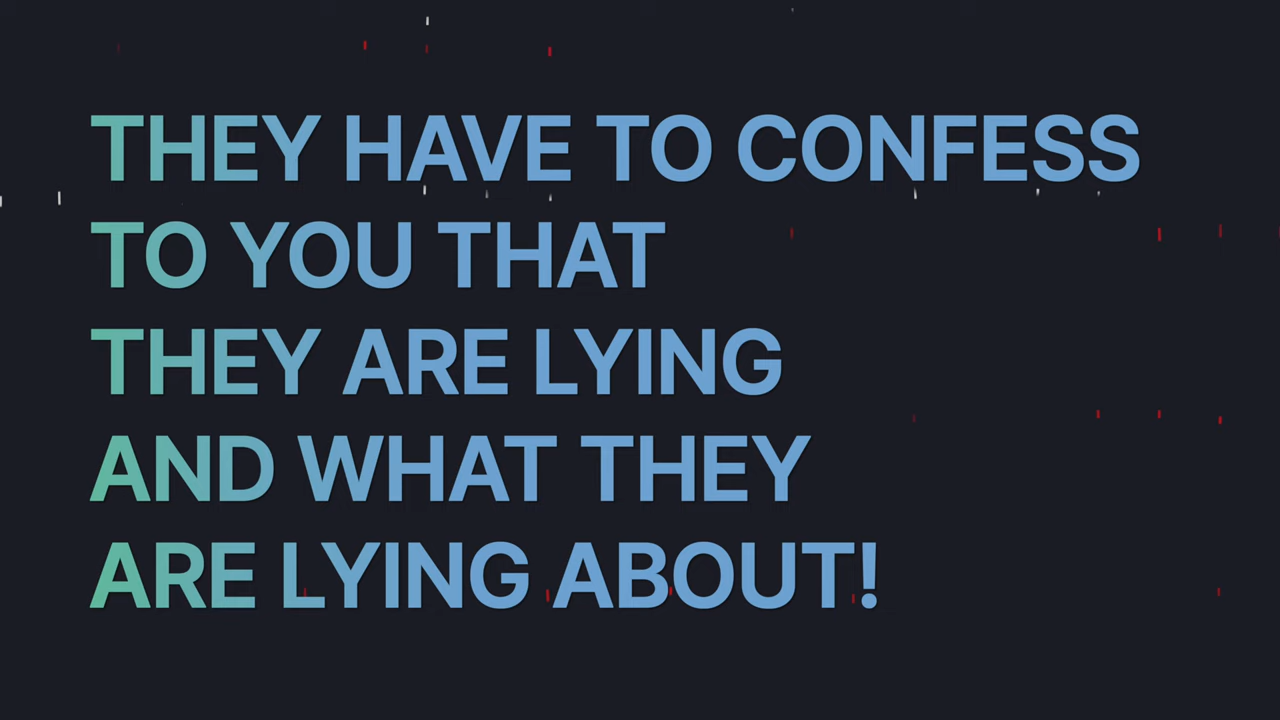 THEY HAVE TO CONFESS
TO YOU THAT
THEY ARE LYING
AND WHAT THEY
ARE LYING ABOUT!